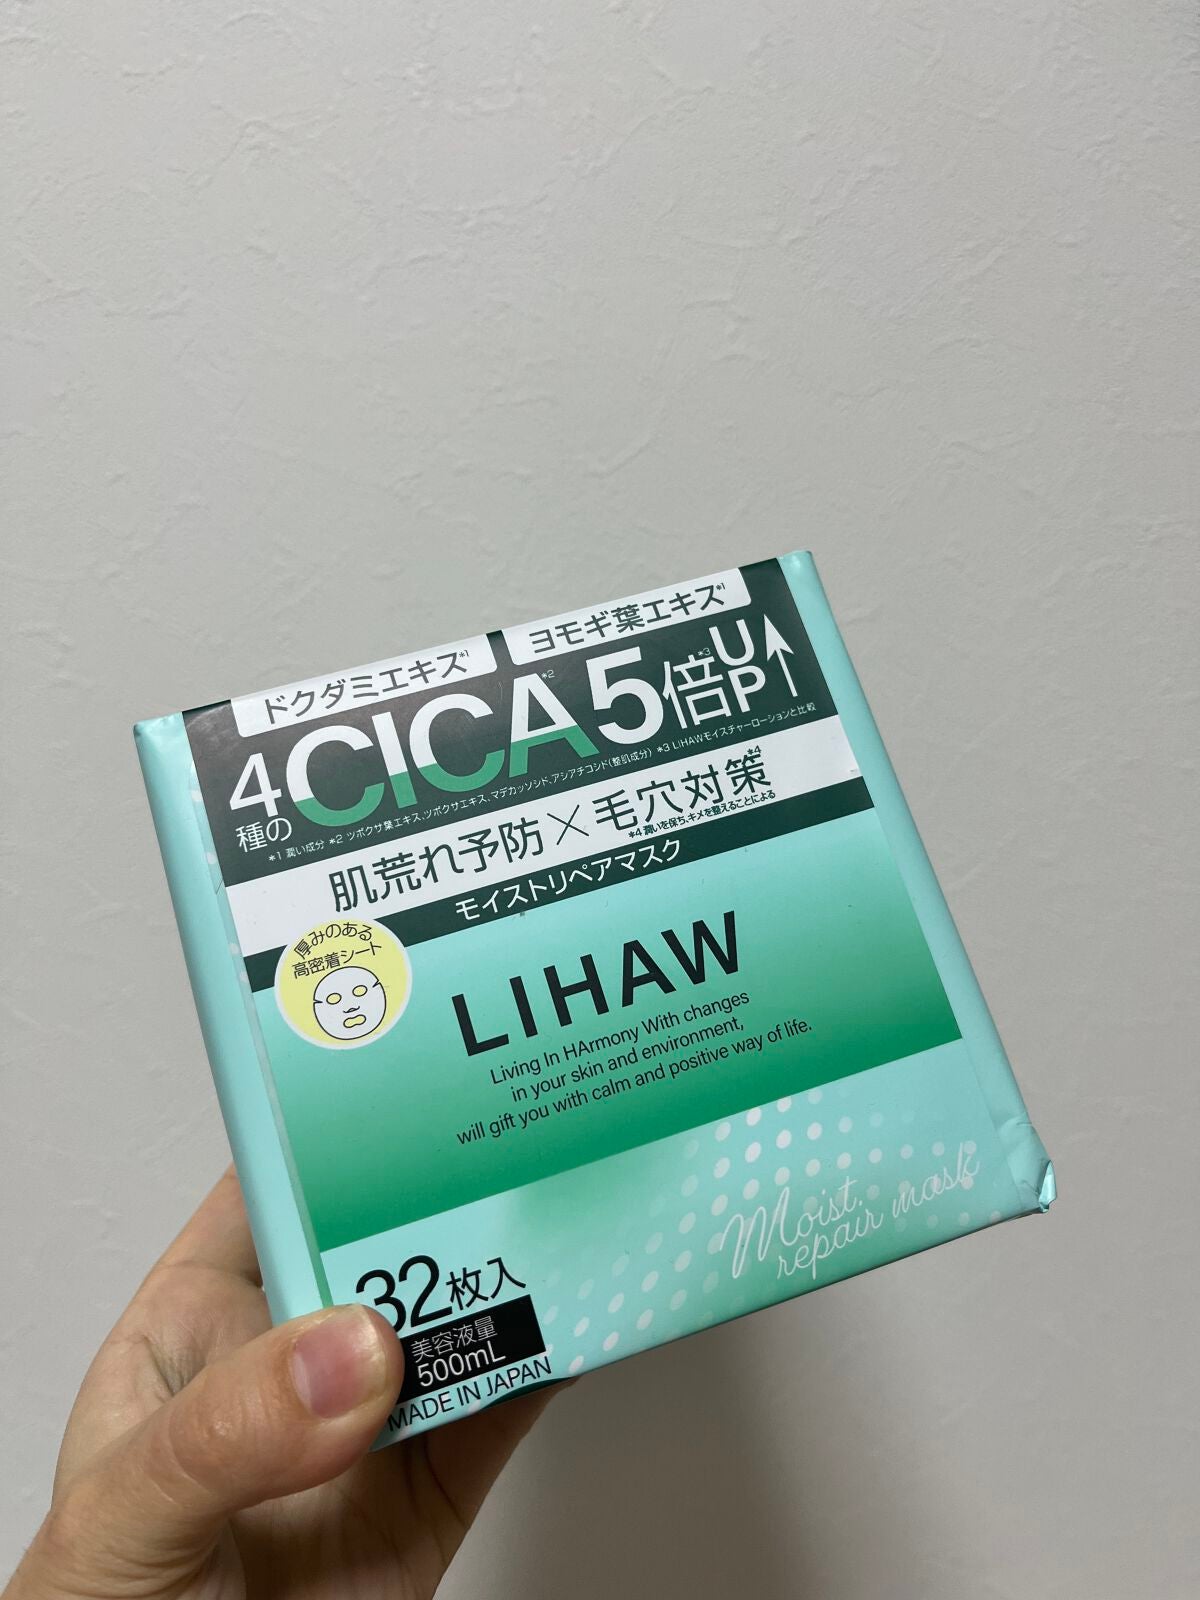 ドクダミエキス*1
ヨモギ葉エキス*1
4種のCICA*2 5倍*3 UP↑
*1 潤い成分 *2 ツボクサ葉エキス、ツボクサエキス、マデカッソシド、アシアチコシド(整肌成分) *3 LIHAWモイスチャーローションと比較
肌荒れ予防×毛穴対策*4
*4 潤いを保ち、キメを整えることによる
モイストリペアマスク
厚みのある
高密着シート
LIHAW
Living In HArmony With changes
in your skin and environment,
will gift you with calm and positive way of life.
Moist
repair mask
32枚入
美容液量
500mL
MADE IN JAPAN